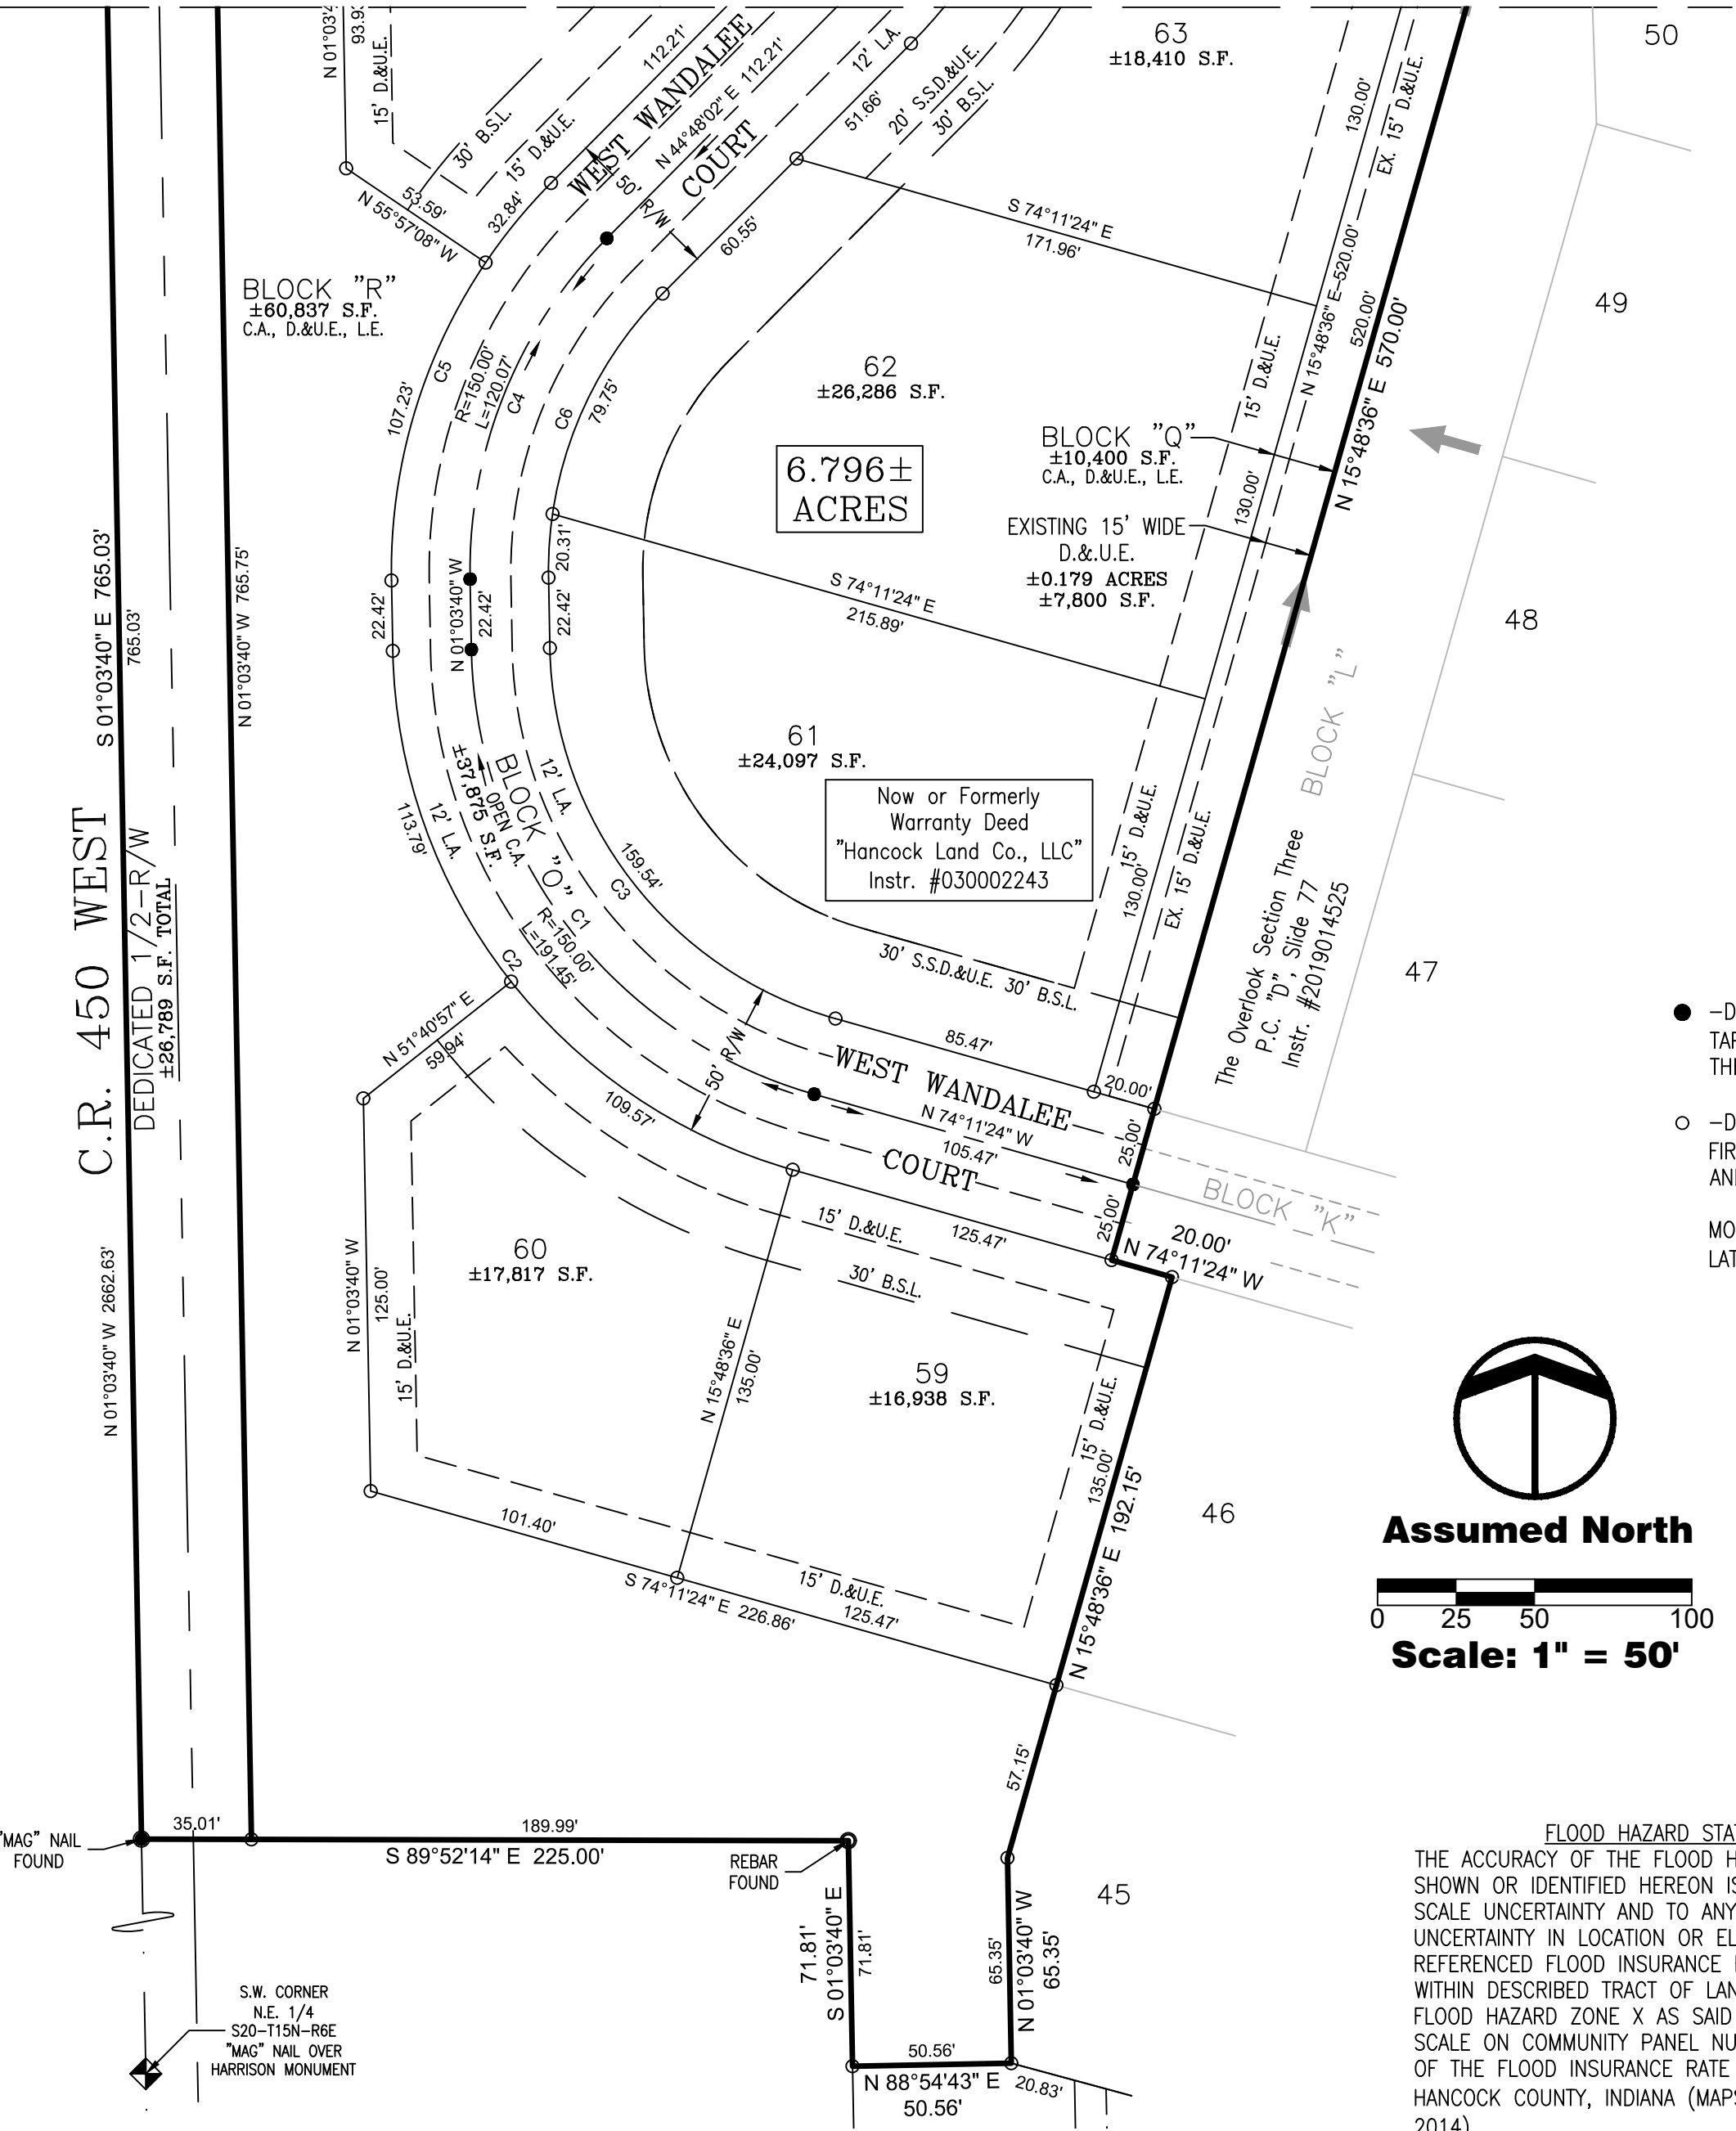 N 01°03'4
93.93
15' D.&U.E.
30' B.S.L.
15' D.&U.E.
112.21'
WEST WANDALEE
COURT
N 44°48'02" E 112.21'
12' L.A.
51.66'
20' S.S.D.&U.E.
30' B.S.L.
63
±18,410 S.F.
130.00'
EX. 15' D.&U.E.
50
53.59'
N 55°57'08" W
32.84'
50' R/W
60.55'
S 74°11'24" E
171.96'
N 15°48'36" E–520.00'
520.00'
N 15°48'36" E 570.00'
49
BLOCK "R"
±60,837 S.F.
C.A., D.&U.E., L.E.
107.23'
C5
R=150.00'
L=120.07'
C4
C6
79.75'
62
±26,286 S.F.
15' D.&U.E.
6.796±
ACRES
BLOCK "Q"
±10,400 S.F.
C.A., D.&U.E., L.E.
130.00'
EXISTING 15' WIDE
D.&.U.E.
±0.179 ACRES
±7,800 S.F.
S 01°03'40" E 765.03'
765.03'
N 01°03'40" W 765.75'
22.42'
N 01°03'40" W
22.42'
20.31'
22.42'
S 74°11'24" E
215.89'
48
BLOCK "L"
61
±24,097 S.F.
Now or Formerly
Warranty Deed
"Hancock Land Co., LLC"
Instr. #030002243
15' D.&U.E.
130.00'
EX. 15' D.&U.E.
C.R. 450 WEST
DEDICATED 1/2–R/W
±26,789 S.F. TOTAL
113.79'
12' L.A.
±37,875 S.F.
OPEN C.A.
BLOCK "O"
12' L.A.
C1
R=150.00'
L=191.45'
C3
159.54'
C2
30' S.S.D.&U.E. 30' B.S.L.
The Overlook Section Three
P.C. "D", Slide 77
Instr. #2019014525
47
N 51°40'57" E
59.94'
50' R/W
85.47'
20.00'
WEST WANDALEE
COURT
N 74°11'24" W
105.47'
25.00'
25.00'
BLOCK "K"
20.00'
N 74°11'24" W
109.57'
15' D.&U.E.
125.47'
30' B.S.L.
60
±17,817 S.F.
N 01°03'40" W
125.00'
15' D.&U.E.
N 15°48'36" E
135.00'
59
±16,938 S.F.
15' D.&U.E.
135.00'
N 15°48'36" E 192.15'
46
N 01°03'40" W 2662.63'
101.40'
S 74°11'24" E 226.86'
15' D.&U.E.
125.47'
● –D
TAP
THE
○ –D
FIR
AN
MO
LAT
Assumed North
0 25 50 100
Scale: 1" = 50'
57.15'
"MAG" NAIL
FOUND
35.01'
189.99'
S 89°52'14" E 225.00'
REBAR
FOUND
71.81'
S 01°03'40" E
71.81'
65.35'
N 01°03'40" W
65.35'
45
50.56'
N 88°54'43" E
50.56'
20.83'
S.W. CORNER
N.E. 1/4
S20–T15N–R6E
"MAG" NAIL OVER
HARRISON MONUMENT
FLOOD HAZARD STA
THE ACCURACY OF THE FLOOD H
SHOWN OR IDENTIFIED HEREON IS
SCALE UNCERTAINTY AND TO ANY
UNCERTAINTY IN LOCATION OR EL
REFERENCED FLOOD INSURANCE
WITHIN DESCRIBED TRACT OF LAN
FLOOD HAZARD ZONE X AS SAID
SCALE ON COMMUNITY PANEL NU
OF THE FLOOD INSURANCE RATE
HANCOCK COUNTY, INDIANA (MAPS
2014)